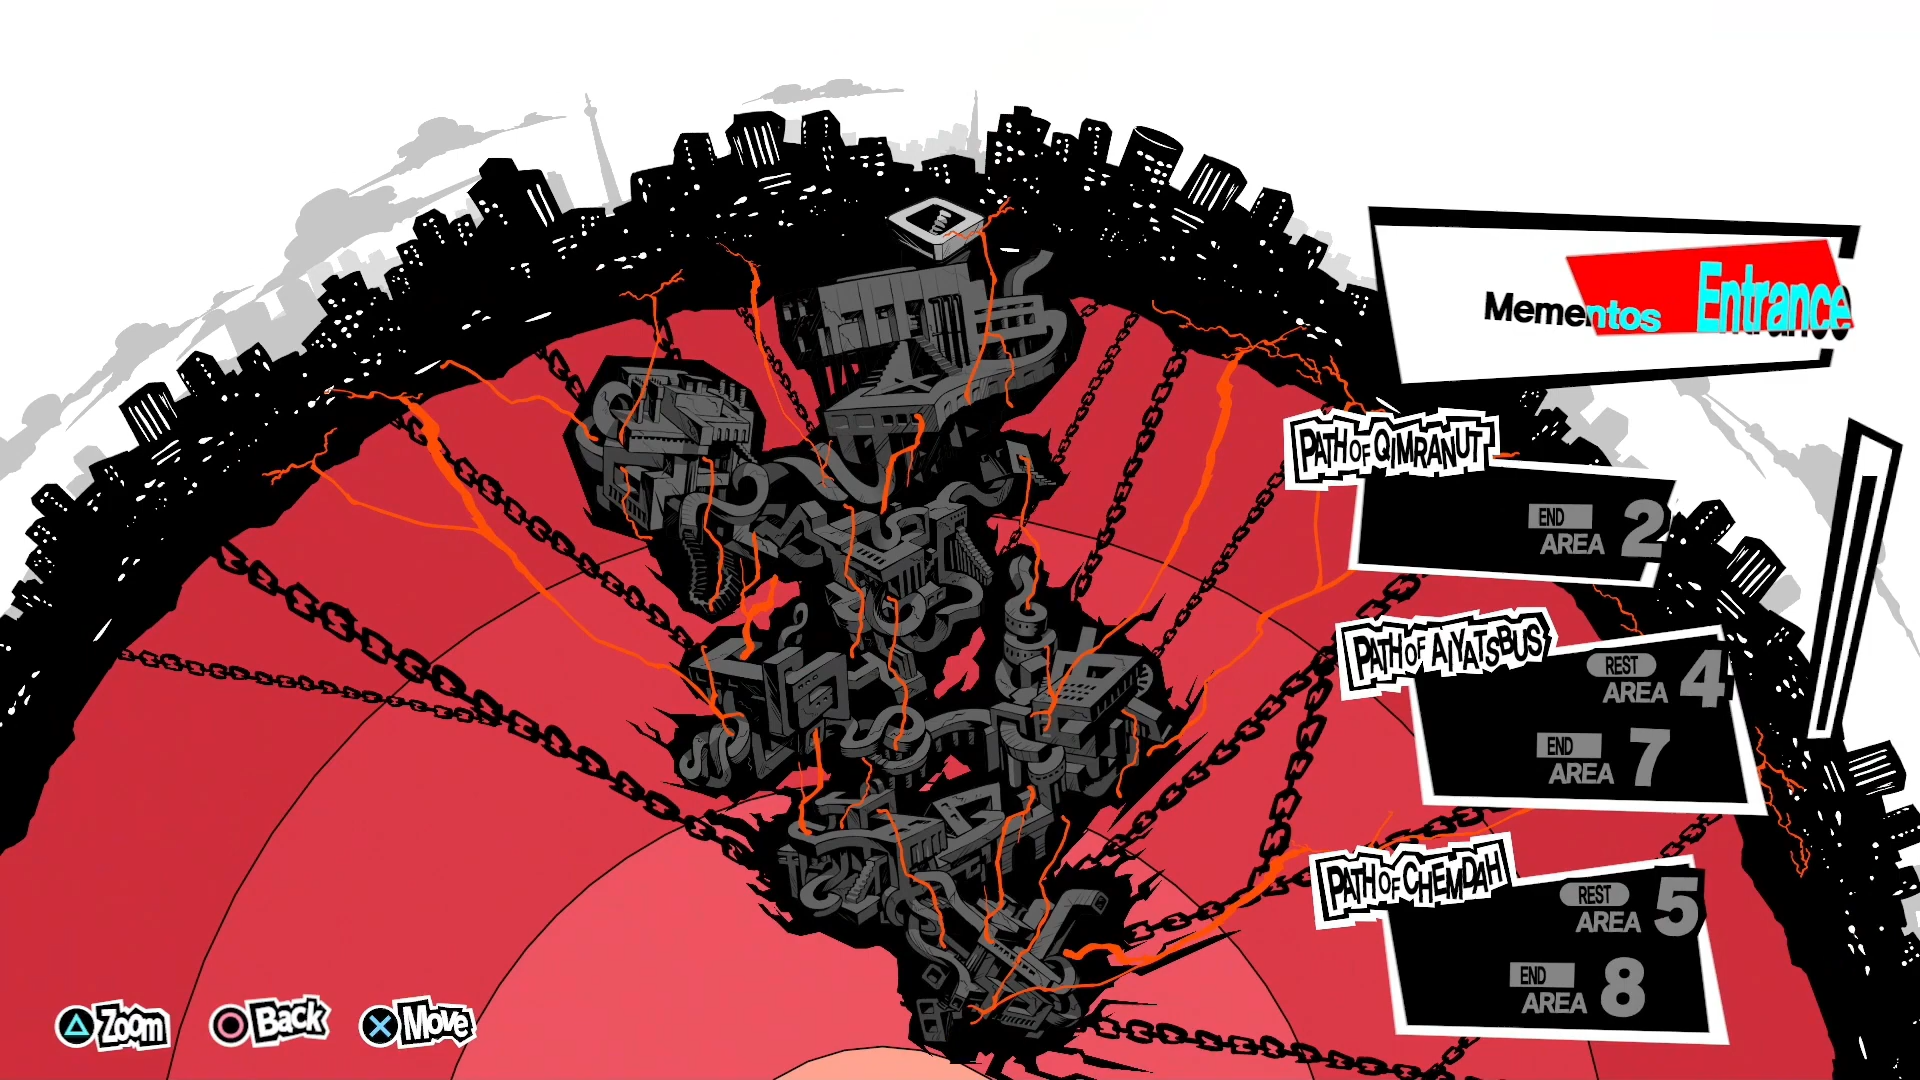 Mementos Entrance
PATH OF QIMRANUT
END
AREA 2
PATH OF AIYATSBUS
REST
AREA 4
END
AREA 7
PATH OF CHEMDAH
REST
AREA 5
END
AREA 8
Zoom Back Move